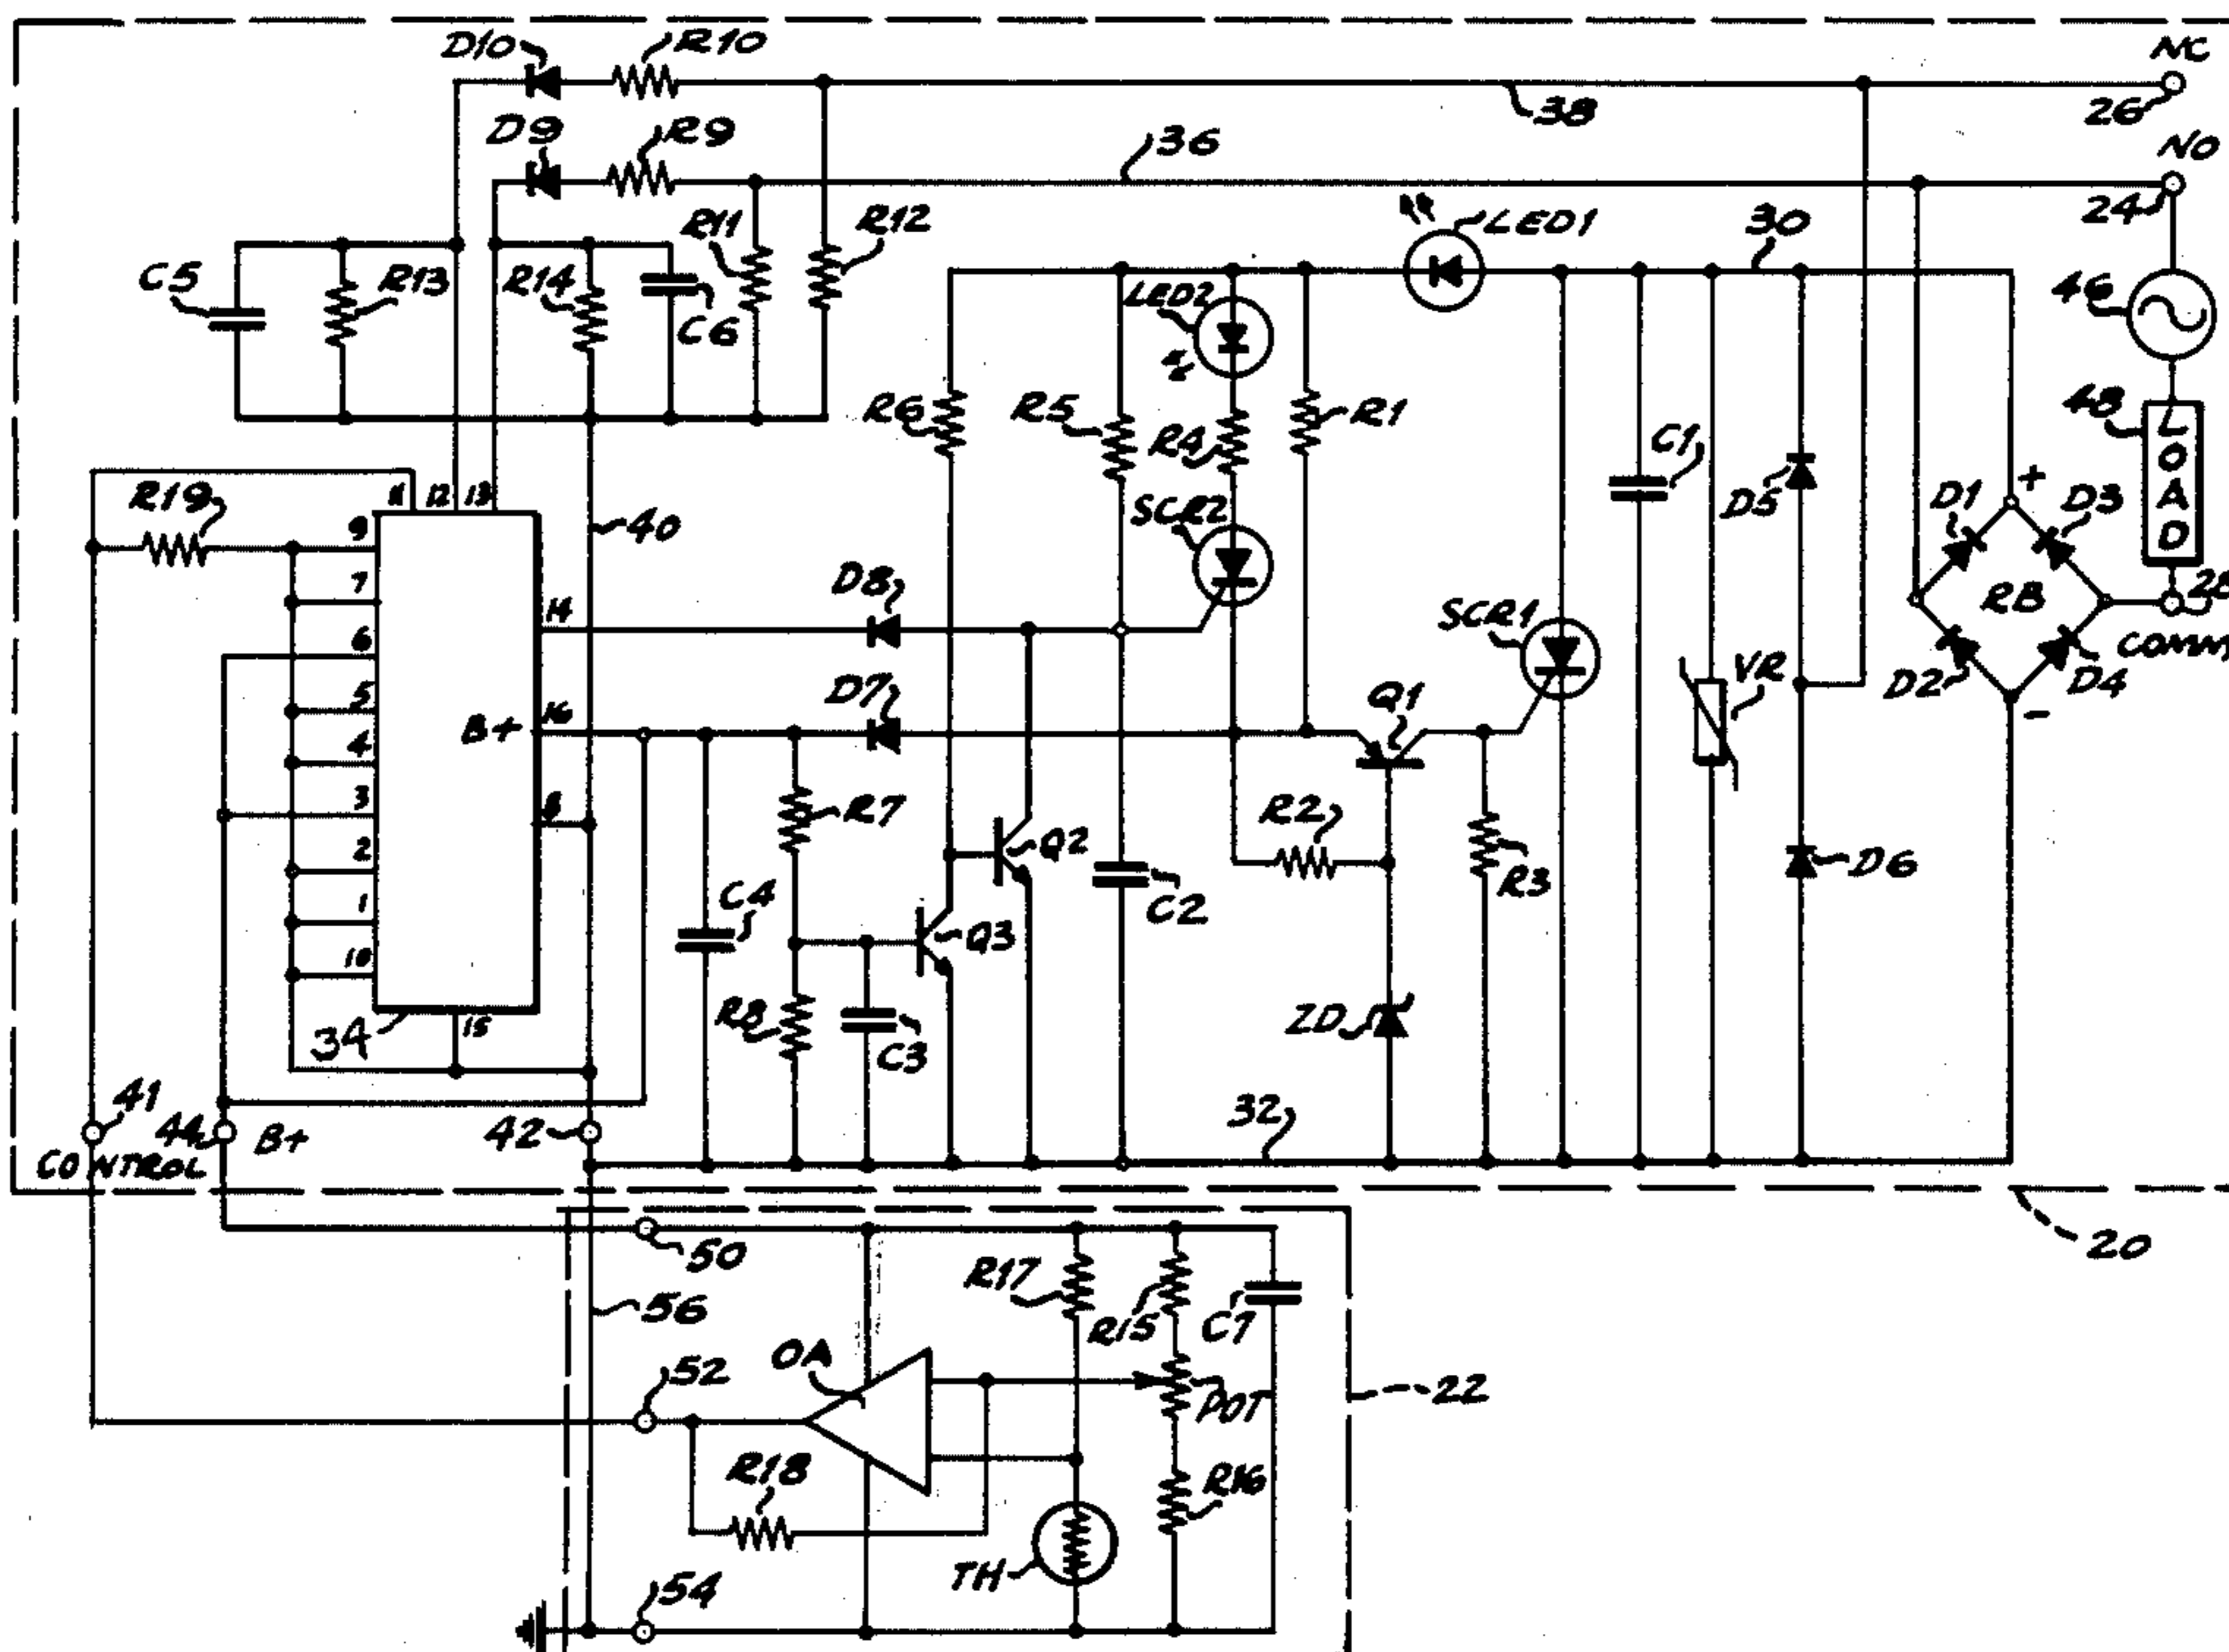 D10 R10 NC
38 26
D9 R9 36 NO
24
R11 R12 LED1 30
C5 R13 R14 C6 LED2 46
R6 R5 R4 R1 C1 48 LOAD
R19 11 12 13 40 SCR2 D5 D1 + D3
9
7 D8 14 SCR1 RB 28
6 COMM
5 D7 Q1 VR D2 D4
4 B+ 16 -
3 R7 R2
8
2 Q2 R3 D6
1 C4 C2
10 Q3
R8 C3 ZD
34 15
41 44 B+ 42 32
CONTROL
20
50 R17 R15 C7
56
OA 52 POT 22
R18 R16
TH
54